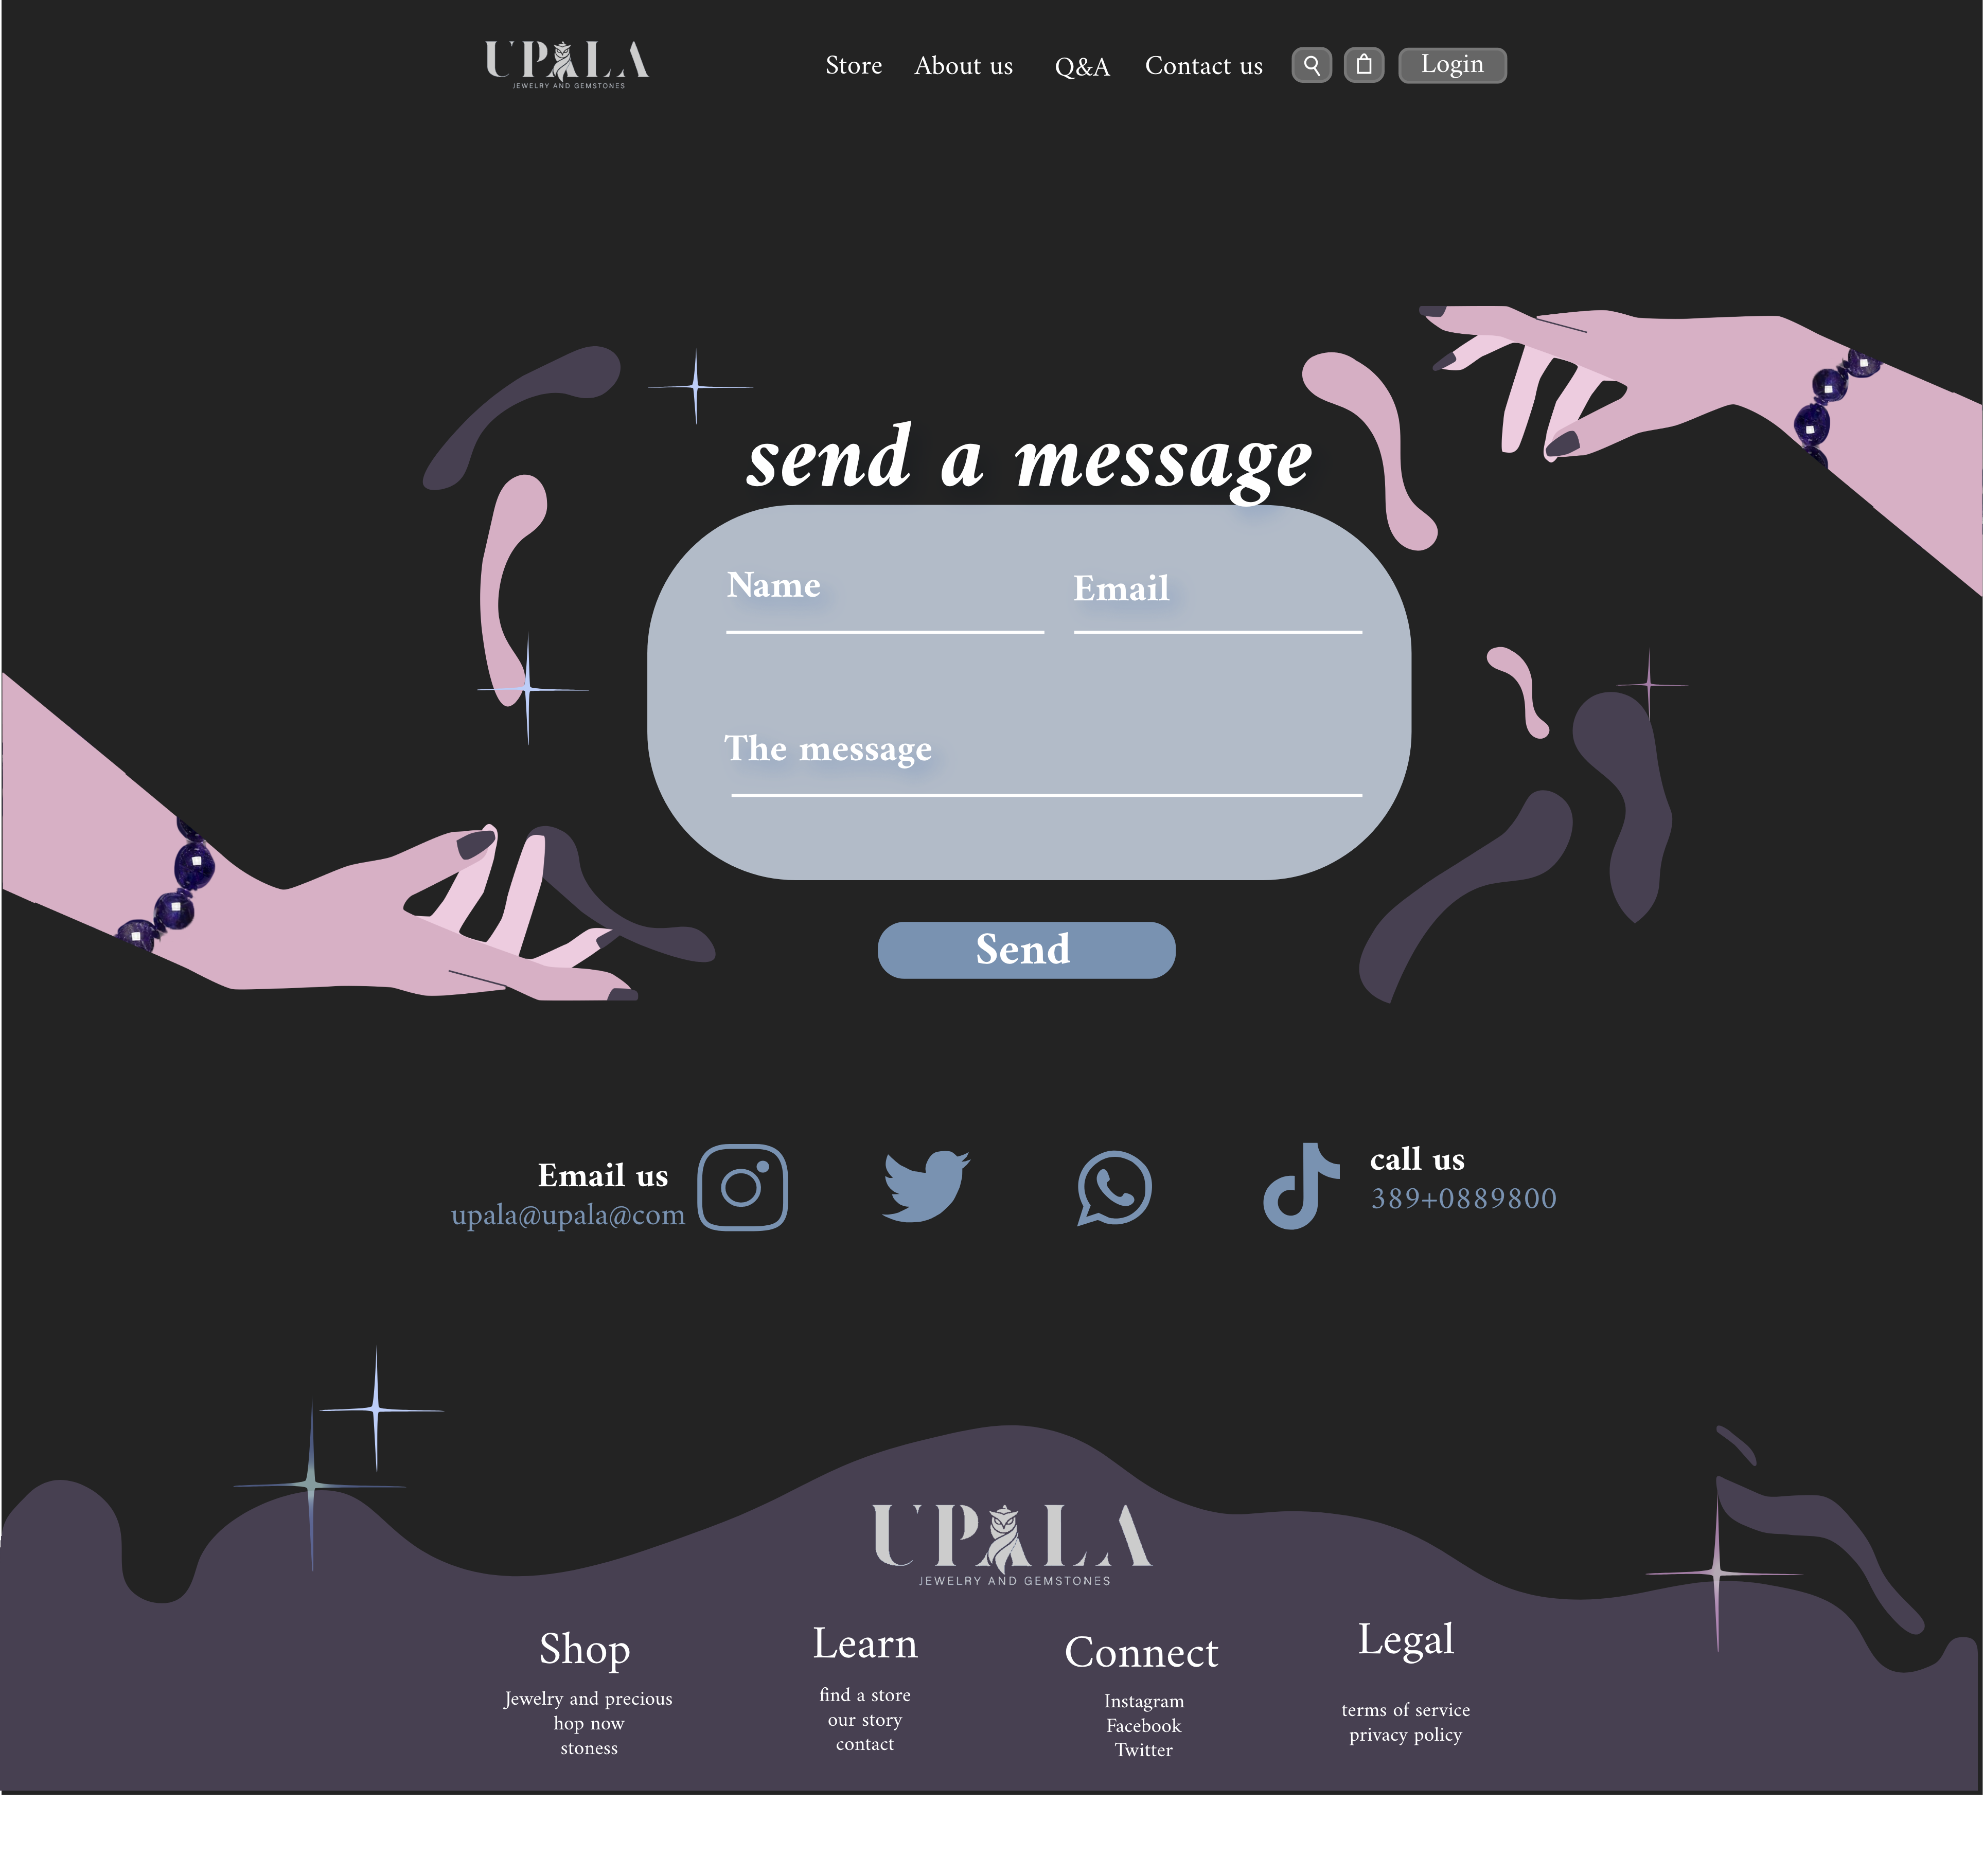 UPALA
JEWELRY AND GEMSTONES
Store About us Q&A Contact us Login
send a message
Name Email
The message
Send
Email us
upala@upala@com
call us
389+0889800
UPALA
JEWELRY AND GEMSTONES
Shop
Jewelry and precious
hop now
stoness
Learn
find a store
our story
contact
Connect
Instagram
Facebook
Twitter
Legal
terms of service
privacy policy